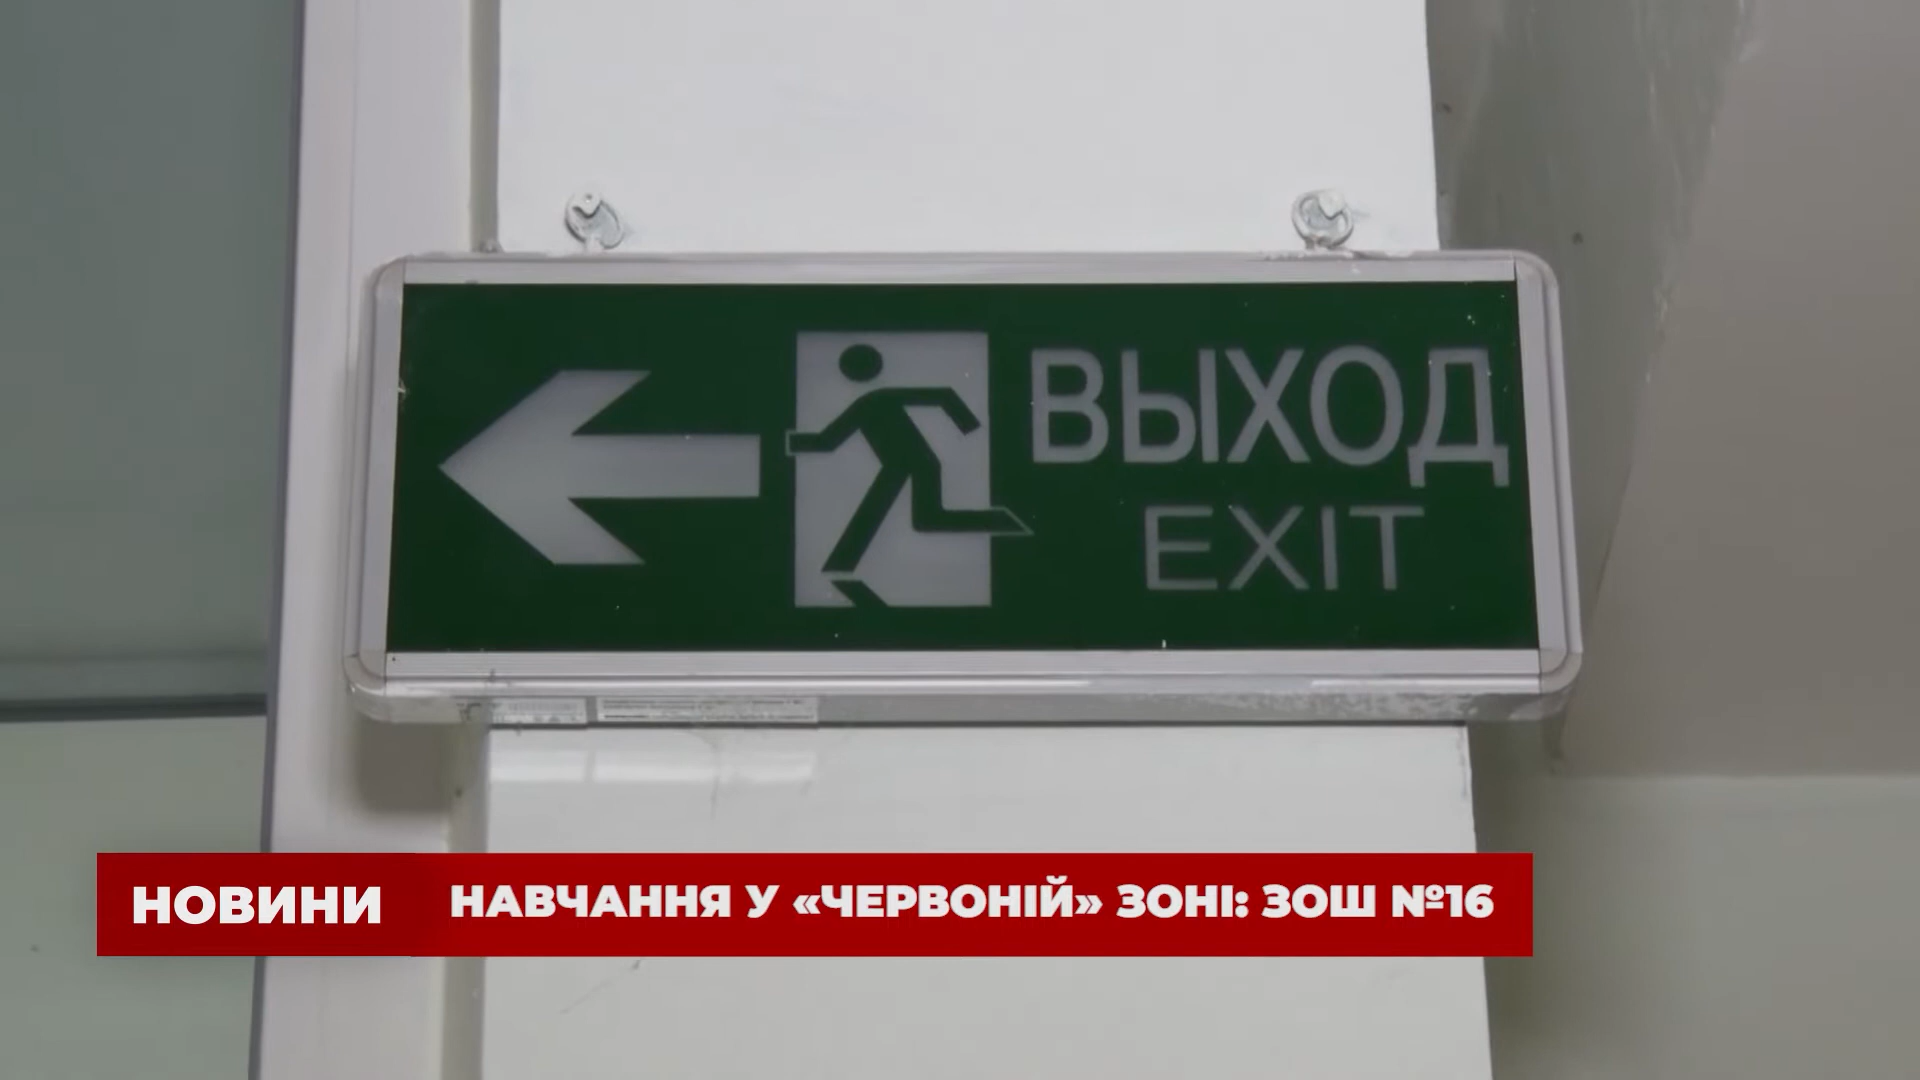 ВЫХОД
EXIT
НОВИНИ
НАВЧАННЯ У «ЧЕРВОНІЙ» ЗОНІ: ЗОШ №16